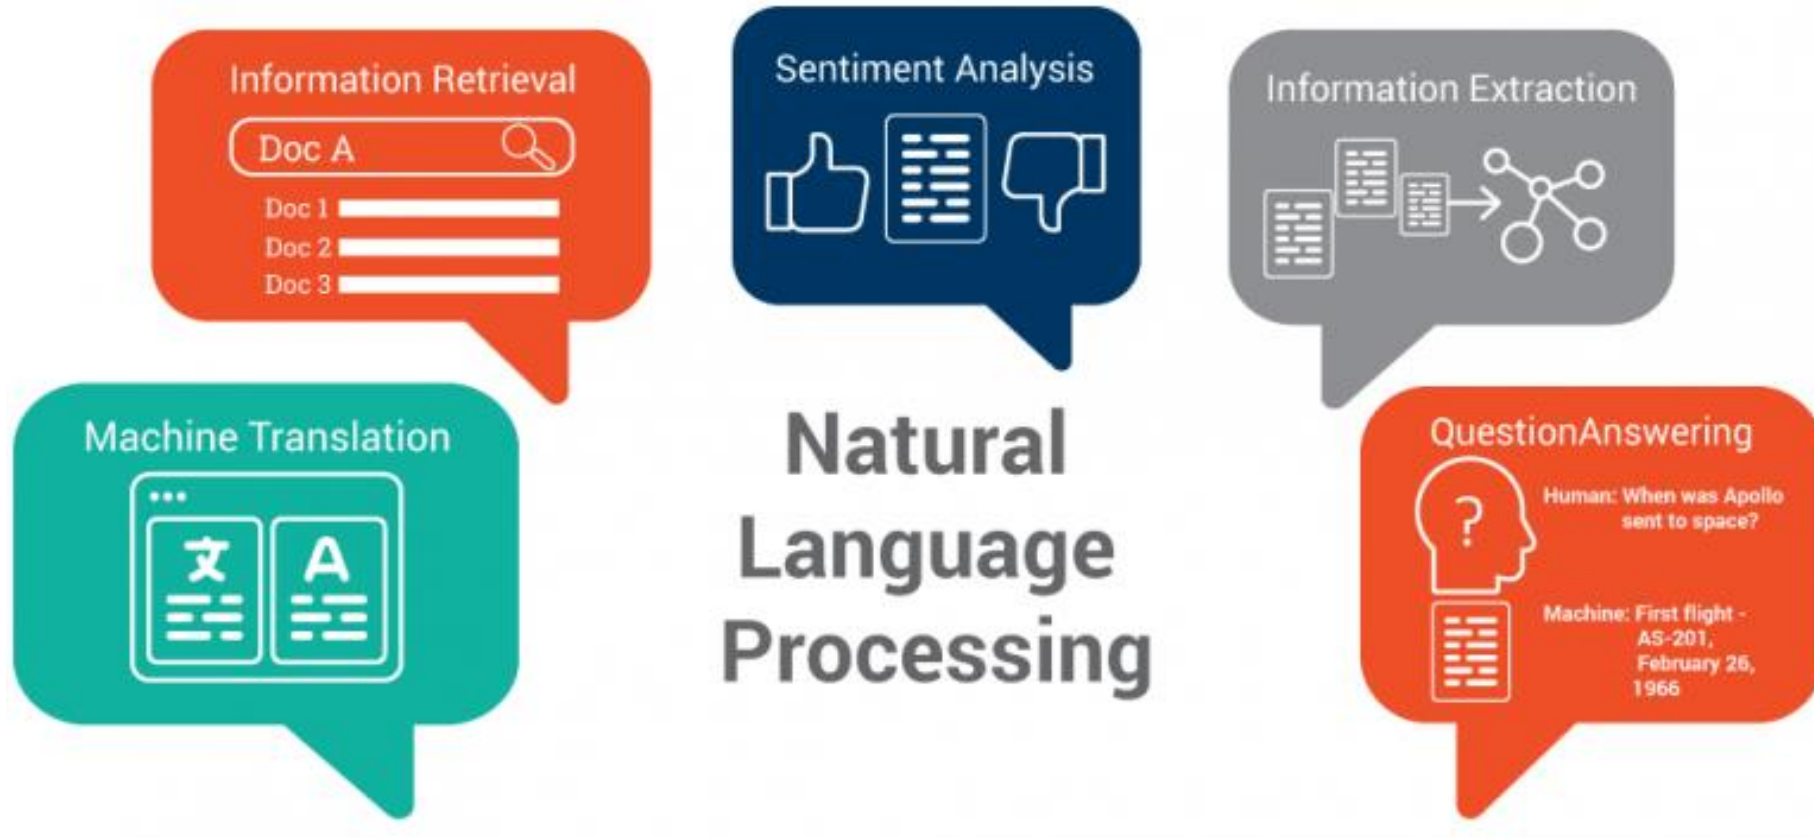 Information Retrieval
Doc A
Doc 1
Doc 2
Doc 3
Sentiment Analysis
Information Extraction
Machine Translation
文 A
Natural
Language
Processing
QuestionAnswering
?
Human: When was Apollo
sent to space?
Machine: First flight -
AS-201,
February 26,
1966